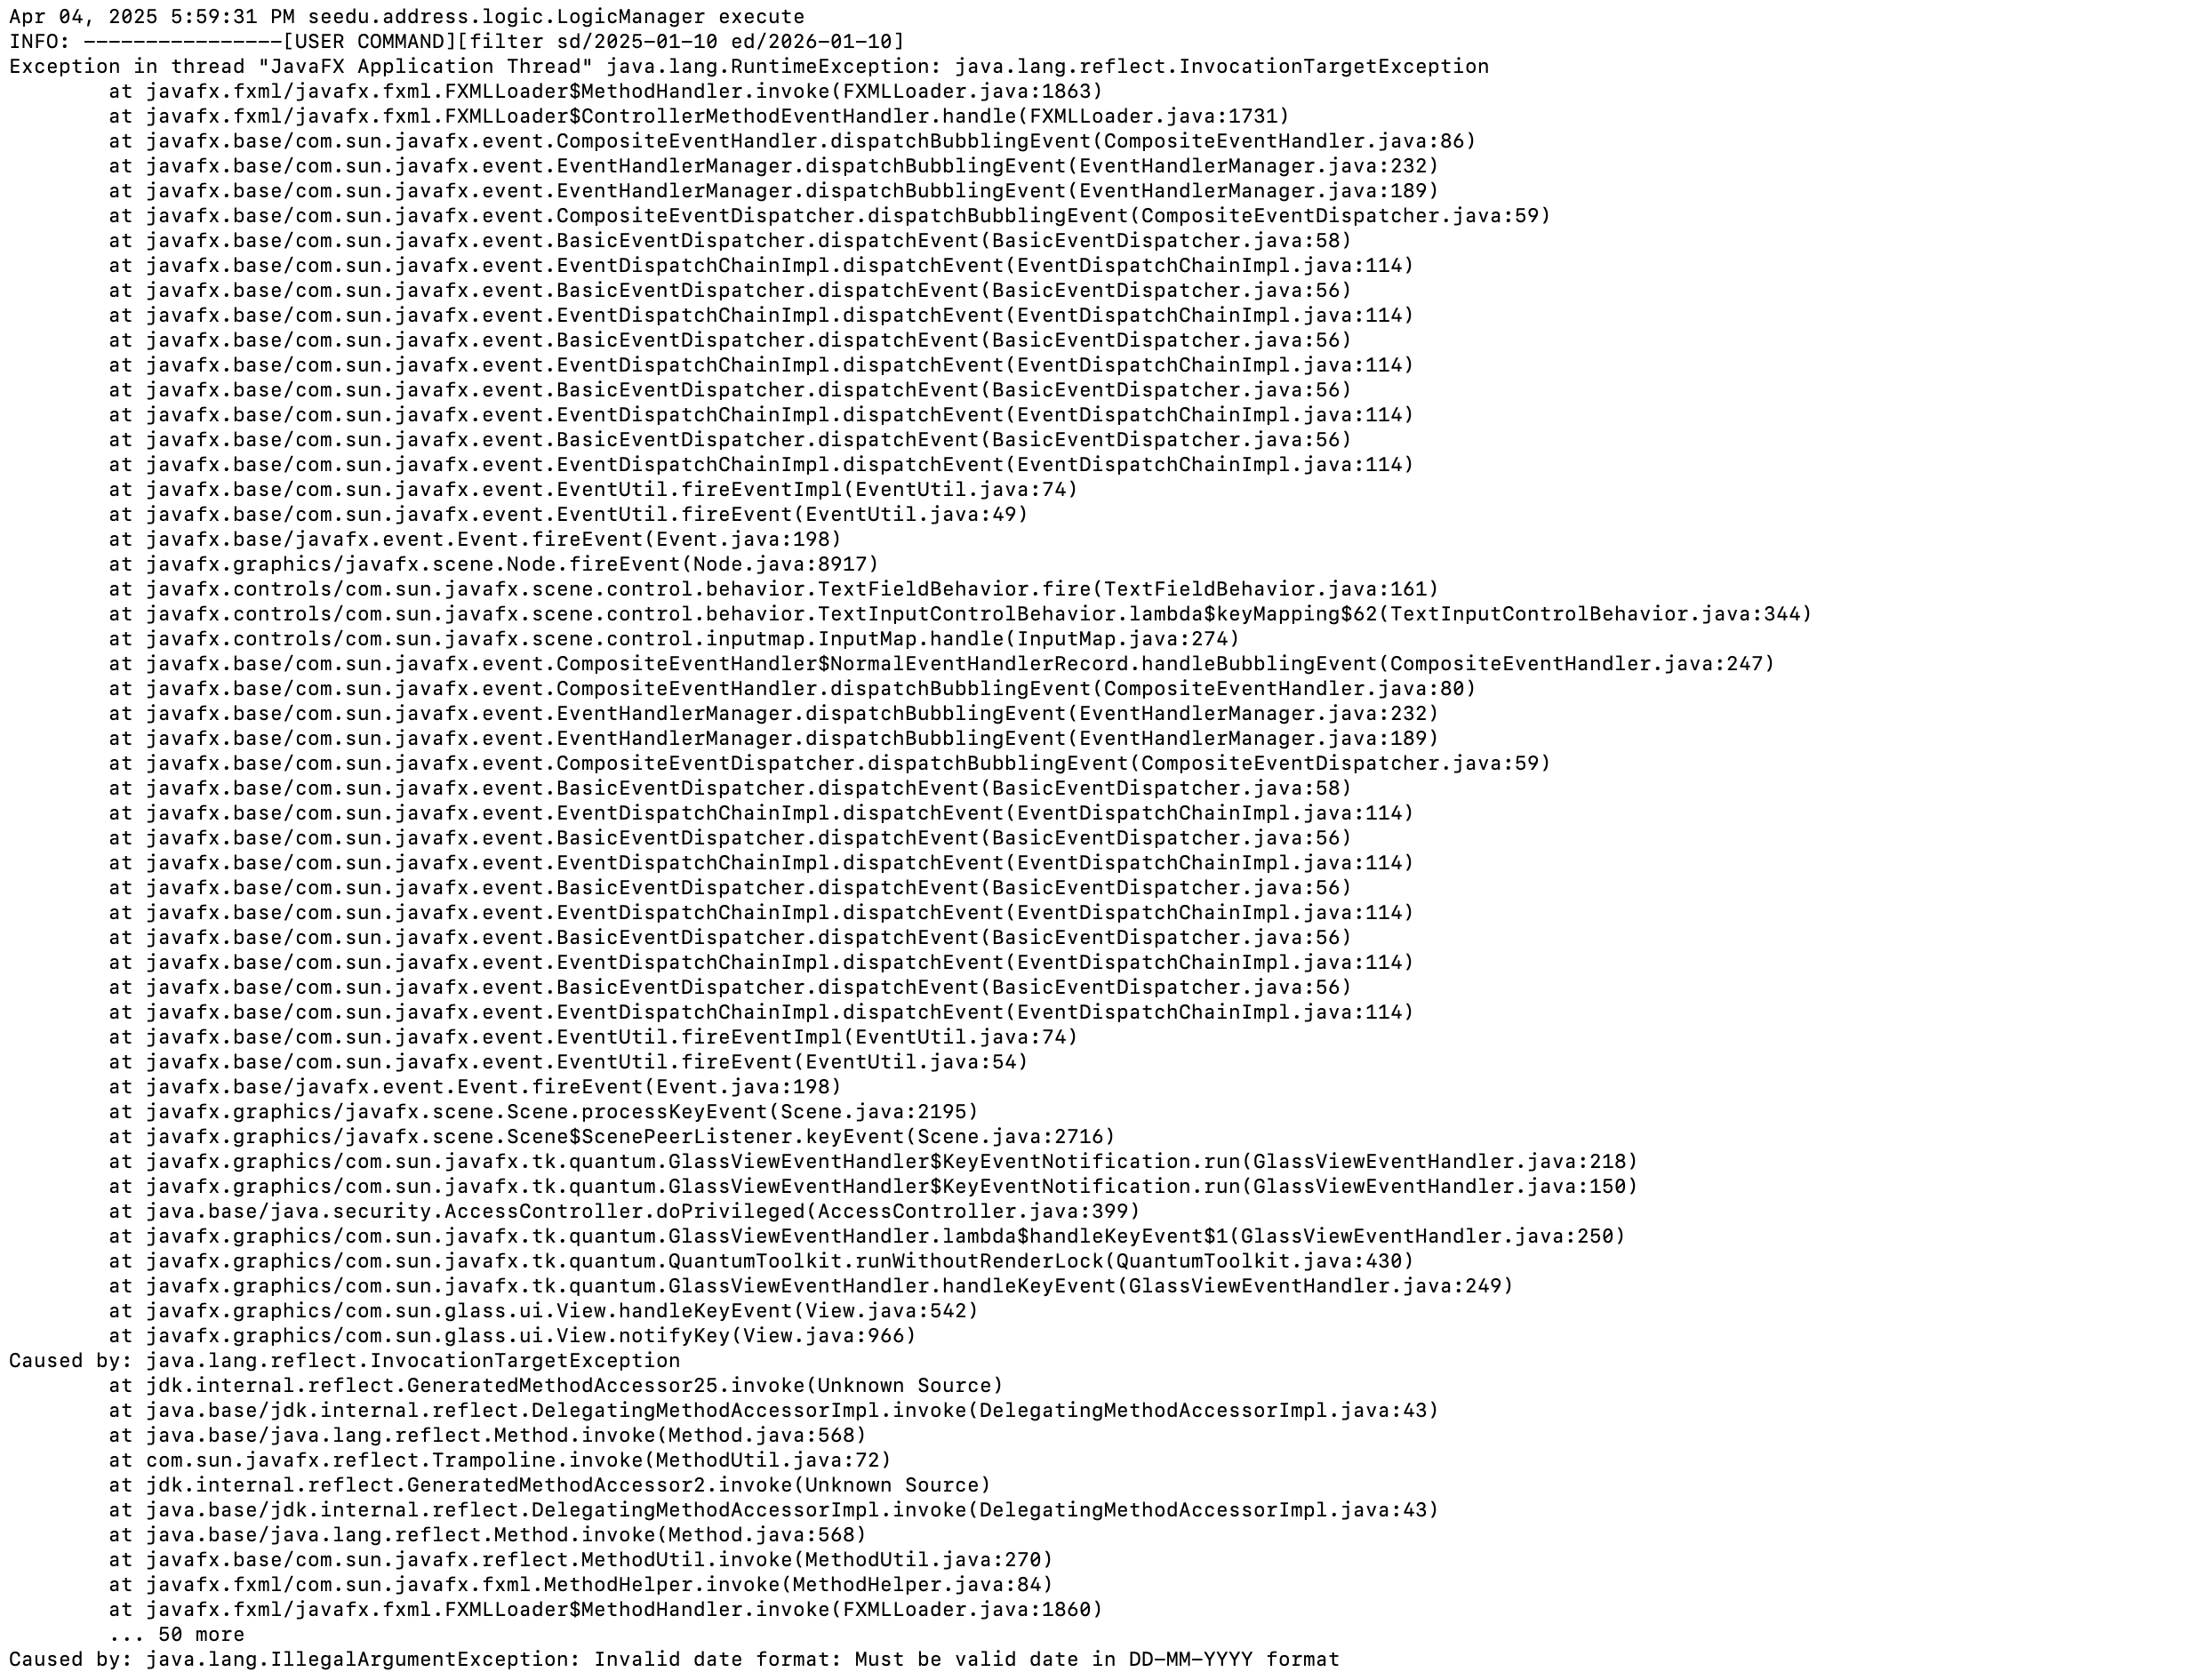 Apr 04, 2025 5:59:31 PM seedu.address.logic.LogicManager execute
INFO: ----------------[USER COMMAND][filter sd/2025-01-10 ed/2026-01-10]
Exception in thread "JavaFX Application Thread" java.lang.RuntimeException: java.lang.reflect.InvocationTargetException
	at javafx.fxml/javafx.fxml.FXMLLoader$MethodHandler.invoke(FXMLLoader.java:1863)
	at javafx.fxml/javafx.fxml.FXMLLoader$ControllerMethodEventHandler.handle(FXMLLoader.java:1731)
	at javafx.base/com.sun.javafx.event.CompositeEventHandler.dispatchBubblingEvent(CompositeEventHandler.java:86)
	at javafx.base/com.sun.javafx.event.EventHandlerManager.dispatchBubblingEvent(EventHandlerManager.java:232)
	at javafx.base/com.sun.javafx.event.EventHandlerManager.dispatchBubblingEvent(EventHandlerManager.java:189)
	at javafx.base/com.sun.javafx.event.CompositeEventDispatcher.dispatchBubblingEvent(CompositeEventDispatcher.java:59)
	at javafx.base/com.sun.javafx.event.BasicEventDispatcher.dispatchEvent(BasicEventDispatcher.java:58)
	at javafx.base/com.sun.javafx.event.EventDispatchChainImpl.dispatchEvent(EventDispatchChainImpl.java:114)
	at javafx.base/com.sun.javafx.event.BasicEventDispatcher.dispatchEvent(BasicEventDispatcher.java:56)
	at javafx.base/com.sun.javafx.event.EventDispatchChainImpl.dispatchEvent(EventDispatchChainImpl.java:114)
	at javafx.base/com.sun.javafx.event.BasicEventDispatcher.dispatchEvent(BasicEventDispatcher.java:56)
	at javafx.base/com.sun.javafx.event.EventDispatchChainImpl.dispatchEvent(EventDispatchChainImpl.java:114)
	at javafx.base/com.sun.javafx.event.BasicEventDispatcher.dispatchEvent(BasicEventDispatcher.java:56)
	at javafx.base/com.sun.javafx.event.EventDispatchChainImpl.dispatchEvent(EventDispatchChainImpl.java:114)
	at javafx.base/com.sun.javafx.event.BasicEventDispatcher.dispatchEvent(BasicEventDispatcher.java:56)
	at javafx.base/com.sun.javafx.event.EventDispatchChainImpl.dispatchEvent(EventDispatchChainImpl.java:114)
	at javafx.base/com.sun.javafx.event.EventUtil.fireEventImpl(EventUtil.java:74)
	at javafx.base/com.sun.javafx.event.EventUtil.fireEvent(EventUtil.java:49)
	at javafx.base/javafx.event.Event.fireEvent(Event.java:198)
	at javafx.graphics/javafx.scene.Node.fireEvent(Node.java:8917)
	at javafx.controls/com.sun.javafx.scene.control.behavior.TextFieldBehavior.fire(TextFieldBehavior.java:161)
	at javafx.controls/com.sun.javafx.scene.control.behavior.TextInputControlBehavior.lambda$keyMapping$62(TextInputControlBehavior.java:344)
	at javafx.controls/com.sun.javafx.scene.control.inputmap.InputMap.handle(InputMap.java:274)
	at javafx.base/com.sun.javafx.event.CompositeEventHandler$NormalEventHandlerRecord.handleBubblingEvent(CompositeEventHandler.java:247)
	at javafx.base/com.sun.javafx.event.CompositeEventHandler.dispatchBubblingEvent(CompositeEventHandler.java:80)
	at javafx.base/com.sun.javafx.event.EventHandlerManager.dispatchBubblingEvent(EventHandlerManager.java:232)
	at javafx.base/com.sun.javafx.event.EventHandlerManager.dispatchBubblingEvent(EventHandlerManager.java:189)
	at javafx.base/com.sun.javafx.event.CompositeEventDispatcher.dispatchBubblingEvent(CompositeEventDispatcher.java:59)
	at javafx.base/com.sun.javafx.event.BasicEventDispatcher.dispatchEvent(BasicEventDispatcher.java:58)
	at javafx.base/com.sun.javafx.event.EventDispatchChainImpl.dispatchEvent(EventDispatchChainImpl.java:114)
	at javafx.base/com.sun.javafx.event.BasicEventDispatcher.dispatchEvent(BasicEventDispatcher.java:56)
	at javafx.base/com.sun.javafx.event.EventDispatchChainImpl.dispatchEvent(EventDispatchChainImpl.java:114)
	at javafx.base/com.sun.javafx.event.BasicEventDispatcher.dispatchEvent(BasicEventDispatcher.java:56)
	at javafx.base/com.sun.javafx.event.EventDispatchChainImpl.dispatchEvent(EventDispatchChainImpl.java:114)
	at javafx.base/com.sun.javafx.event.BasicEventDispatcher.dispatchEvent(BasicEventDispatcher.java:56)
	at javafx.base/com.sun.javafx.event.EventDispatchChainImpl.dispatchEvent(EventDispatchChainImpl.java:114)
	at javafx.base/com.sun.javafx.event.BasicEventDispatcher.dispatchEvent(BasicEventDispatcher.java:56)
	at javafx.base/com.sun.javafx.event.EventDispatchChainImpl.dispatchEvent(EventDispatchChainImpl.java:114)
	at javafx.base/com.sun.javafx.event.EventUtil.fireEventImpl(EventUtil.java:74)
	at javafx.base/com.sun.javafx.event.EventUtil.fireEvent(EventUtil.java:54)
	at javafx.base/javafx.event.Event.fireEvent(Event.java:198)
	at javafx.graphics/javafx.scene.Scene.processKeyEvent(Scene.java:2195)
	at javafx.graphics/javafx.scene.Scene$ScenePeerListener.keyEvent(Scene.java:2716)
	at javafx.graphics/com.sun.javafx.tk.quantum.GlassViewEventHandler$KeyEventNotification.run(GlassViewEventHandler.java:218)
	at javafx.graphics/com.sun.javafx.tk.quantum.GlassViewEventHandler$KeyEventNotification.run(GlassViewEventHandler.java:150)
	at java.base/java.security.AccessController.doPrivileged(AccessController.java:399)
	at javafx.graphics/com.sun.javafx.tk.quantum.GlassViewEventHandler.lambda$handleKeyEvent$1(GlassViewEventHandler.java:250)
	at javafx.graphics/com.sun.javafx.tk.quantum.QuantumToolkit.runWithoutRenderLock(QuantumToolkit.java:430)
	at javafx.graphics/com.sun.javafx.tk.quantum.GlassViewEventHandler.handleKeyEvent(GlassViewEventHandler.java:249)
	at javafx.graphics/com.sun.glass.ui.View.handleKeyEvent(View.java:542)
	at javafx.graphics/com.sun.glass.ui.View.notifyKey(View.java:966)
Caused by: java.lang.reflect.InvocationTargetException
	at jdk.internal.reflect.GeneratedMethodAccessor25.invoke(Unknown Source)
	at java.base/jdk.internal.reflect.DelegatingMethodAccessorImpl.invoke(DelegatingMethodAccessorImpl.java:43)
	at java.base/java.lang.reflect.Method.invoke(Method.java:568)
	at com.sun.javafx.reflect.Trampoline.invoke(MethodUtil.java:72)
	at jdk.internal.reflect.GeneratedMethodAccessor2.invoke(Unknown Source)
	at java.base/jdk.internal.reflect.DelegatingMethodAccessorImpl.invoke(DelegatingMethodAccessorImpl.java:43)
	at java.base/java.lang.reflect.Method.invoke(Method.java:568)
	at javafx.base/com.sun.javafx.reflect.MethodUtil.invoke(MethodUtil.java:270)
	at javafx.fxml/com.sun.javafx.fxml.MethodHelper.invoke(MethodHelper.java:84)
	at javafx.fxml/javafx.fxml.FXMLLoader$MethodHandler.invoke(FXMLLoader.java:1860)
	... 50 more
Caused by: java.lang.IllegalArgumentException: Invalid date format: Must be valid date in DD-MM-YYYY format